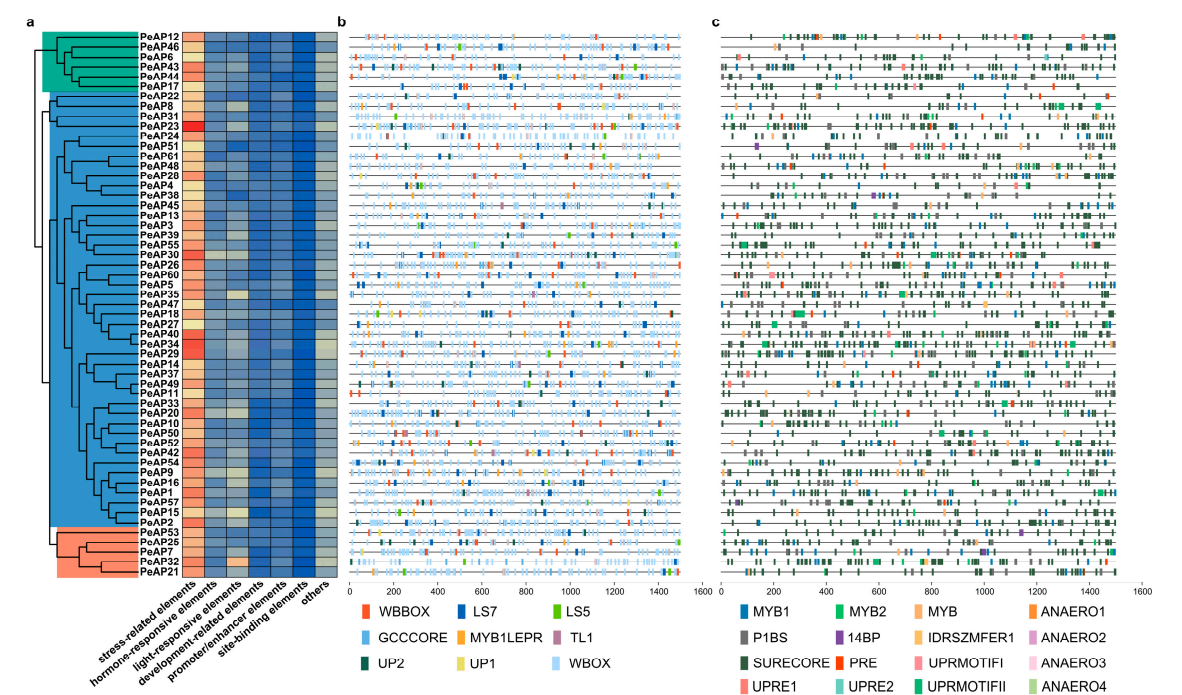 a
b
c
PeAP12
PeAP46
PeAP6
PeAP43
PeAP44
PeAP17
PeAP22
PeAP8
PeAP31
PeAP23
PeAP24
PeAP51
PeAP61
PeAP48
PeAP28
PeAP4
PeAP38
PeAP45
PeAP13
PeAP3
PeAP39
PeAP55
PeAP30
PeAP26
PeAP60
PeAP5
PeAP35
PeAP47
PeAP18
PeAP27
PeAP40
PeAP34
PeAP29
PeAP14
PeAP37
PeAP49
PeAP11
PeAP33
PeAP20
PeAP10
PeAP50
PeAP52
PeAP42
PeAP54
PeAP9
PeAP16
PeAP1
PeAP57
PeAP15
PeAP2
PeAP53
PeAP25
PeAP7
PeAP32
PeAP21
stress-related elements
hormone-responsive elements
light-responsive elements
development-related elements
promoter/enhancer elements
site-binding elements
others
0 200 400 600 800 1000 1200 1400 1600
WBBOX LS7 LS5
GCCCORE MYB1LEPR TL1
UP2 UP1 WBOX
0 200 400 600 800 1000 1200 1400 1600
MYB1 MYB2 MYB ANAERO1
P1BS 14BP IDRSZMFER1 ANAERO2
SURECORE PRE UPRMOTIFI ANAERO3
UPRE1 UPRE2 UPRMOTIFII ANAERO4